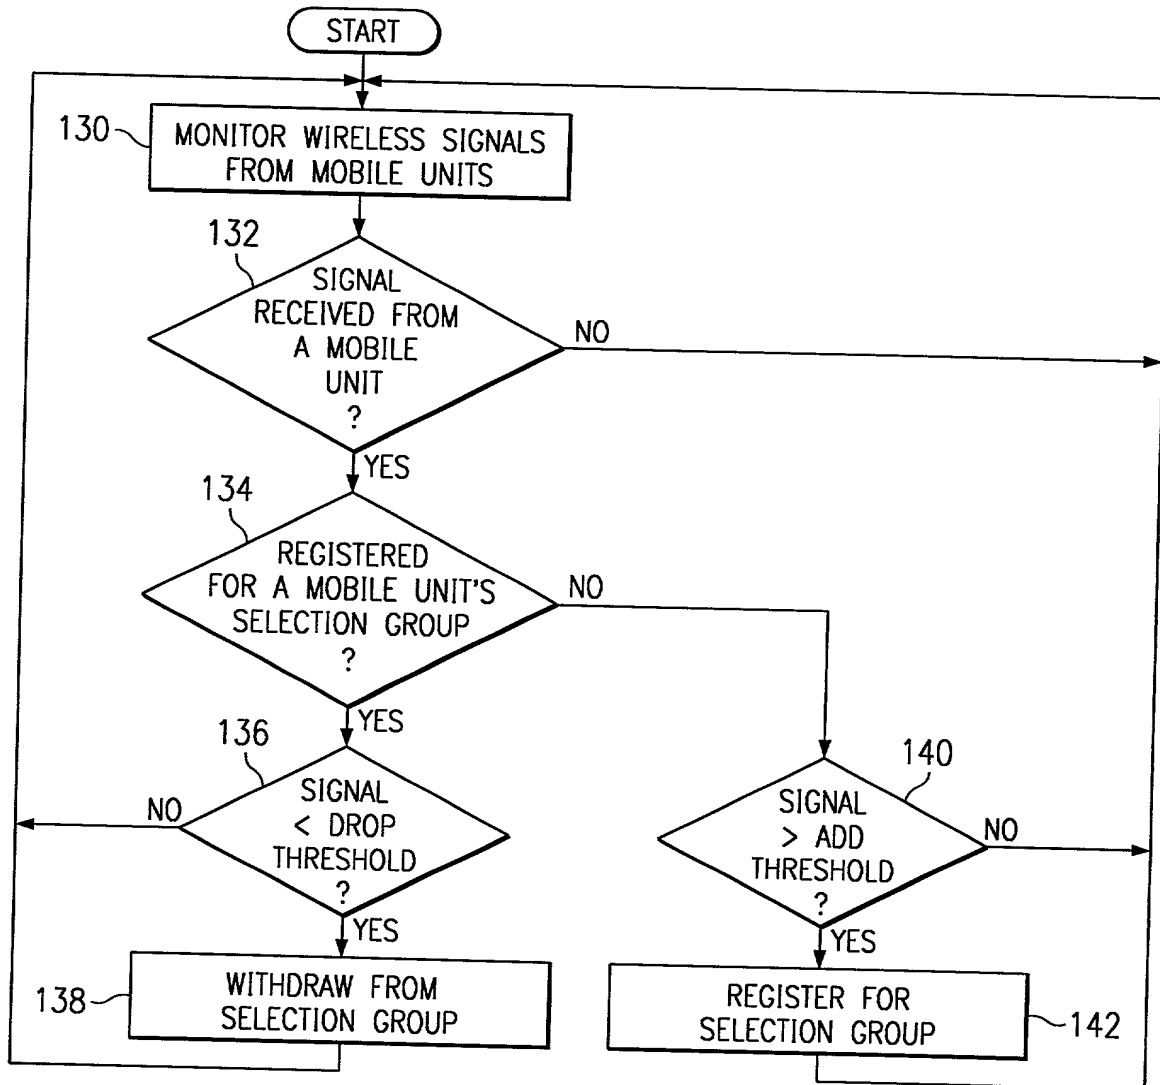 START
130
MONITOR WIRELESS SIGNALS
FROM MOBILE UNITS
132
SIGNAL
RECEIVED FROM
A MOBILE
UNIT
?
NO
YES
134
REGISTERED
FOR A MOBILE UNIT'S
SELECTION GROUP
?
NO
YES
136
SIGNAL
< DROP
THRESHOLD
?
NO
YES
140
SIGNAL
> ADD
THRESHOLD
?
NO
YES
138
WITHDRAW FROM
SELECTION GROUP
REGISTER FOR
SELECTION GROUP
142